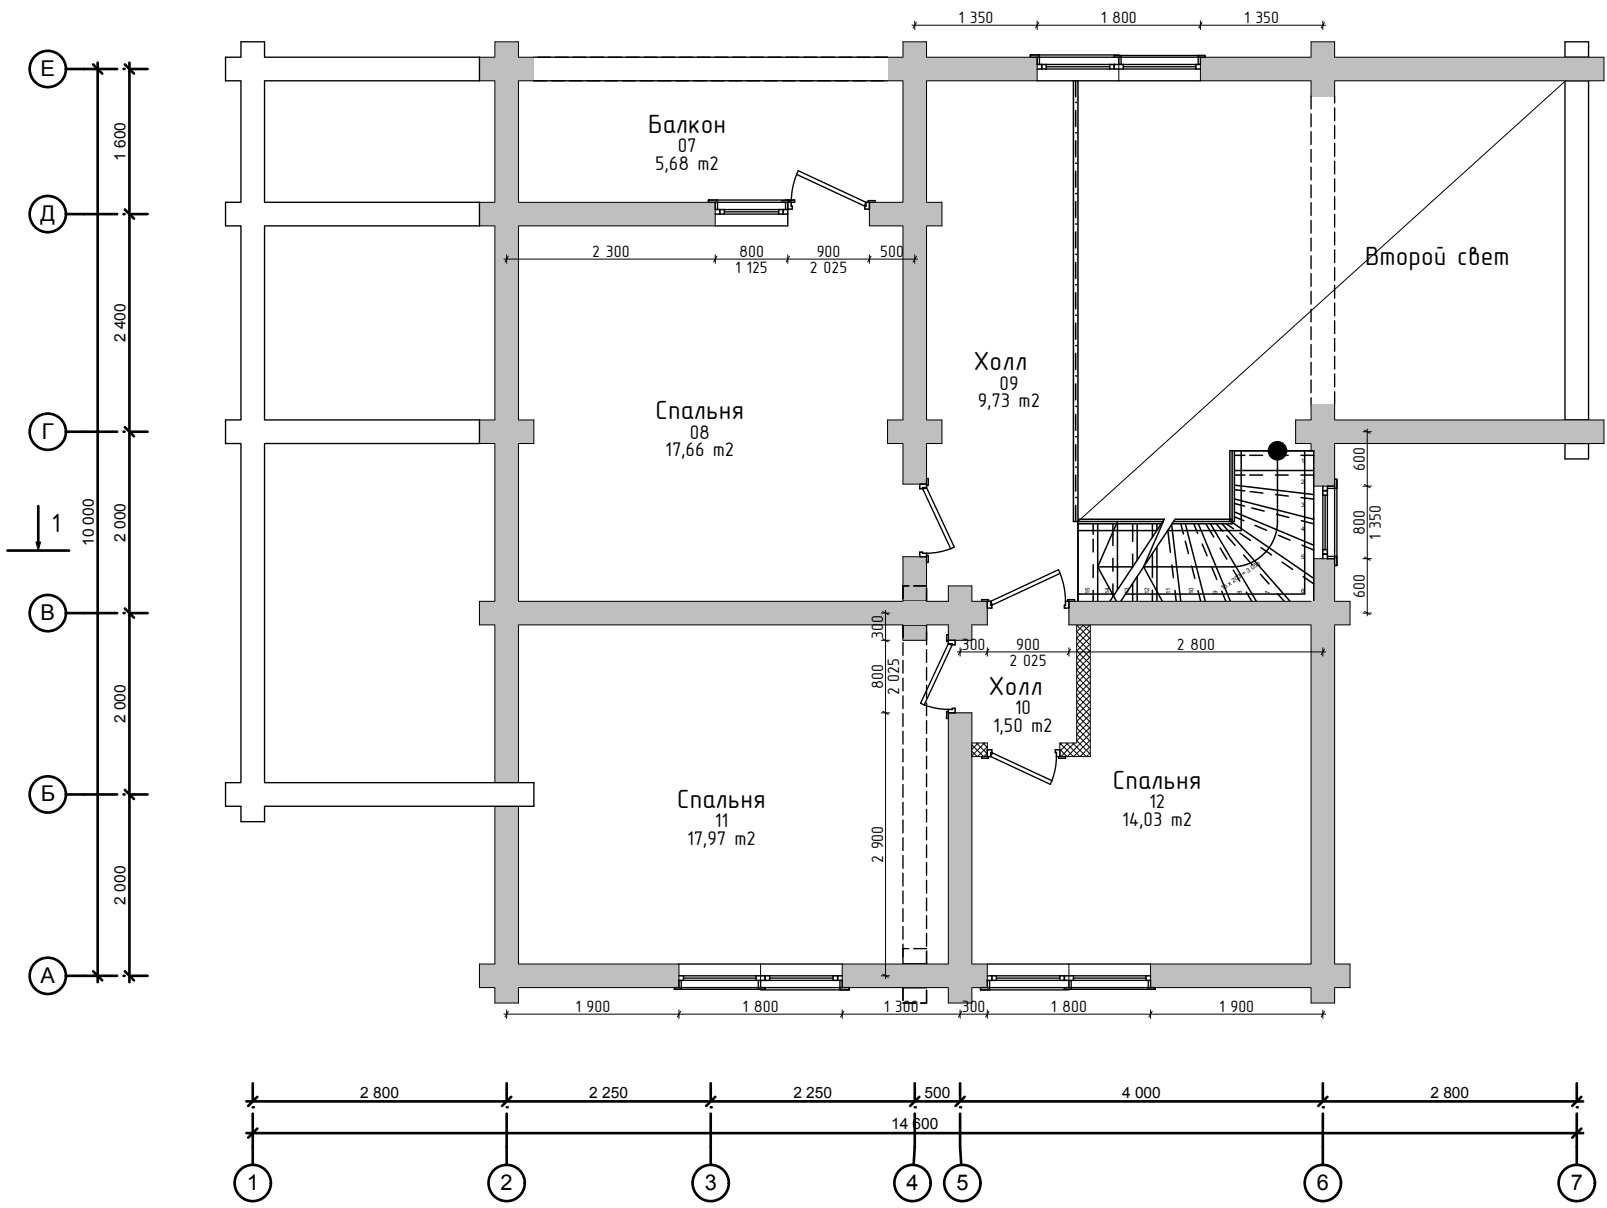 1 350
1 800
1 350
Е
Балкон
07
5,68 m2
1 600
Д
2 300
800
1 125
900
2 025
500
Второй свет
2 400
Холл
09
9,73 m2
Спальня
08
17,66 m2
Г
600
1
10 000
2 000
800
1 350
600
В
300
800
2 025
300
900
2 025
2 800
Холл
10
1,50 m2
2 000
Б
Спальня
11
17,97 m2
Спальня
12
14,03 m2
2 900
2 000
А
1 900
1 800
1 300
300
1 800
1 900
2 800
2 250
2 250
500
4 000
2 800
14 600
1
2
3
4
5
6
7